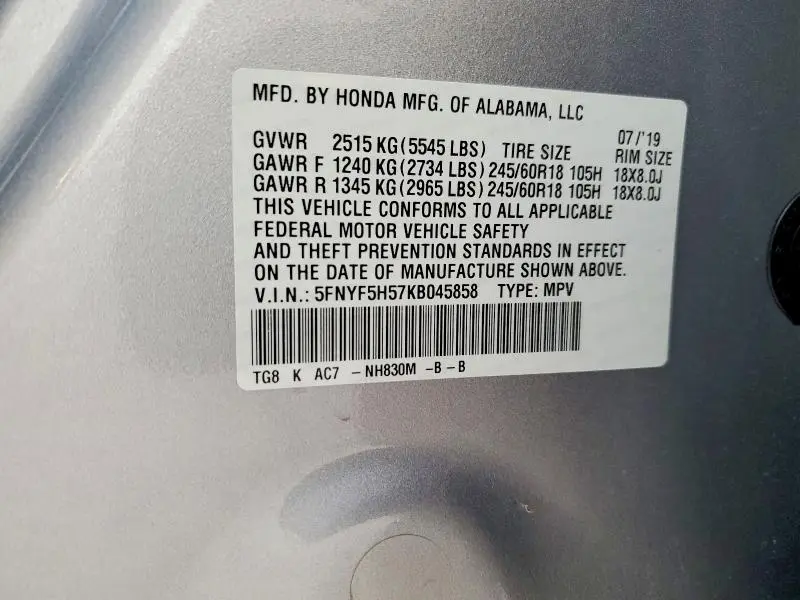 MFD. BY HONDA MFG. OF ALABAMA, LLC
07/'19
GVWR 2515 KG(5545 LBS) TIRE SIZE RIM SIZE
GAWR F 1240 KG(2734 LBS) 245/60R18 105H 18X8.0J
GAWR R 1345 KG(2965 LBS) 245/60R18 105H 18X8.0J
THIS VEHICLE CONFORMS TO ALL APPLICABLE
FEDERAL MOTOR VEHICLE SAFETY
AND THEFT PREVENTION STANDARDS IN EFFECT
ON THE DATE OF MANUFACTURE SHOWN ABOVE.
V.I.N.: 5FNYF5H57KB045858 TYPE: MPV
TG8 K AC7 - NH830M - B - B